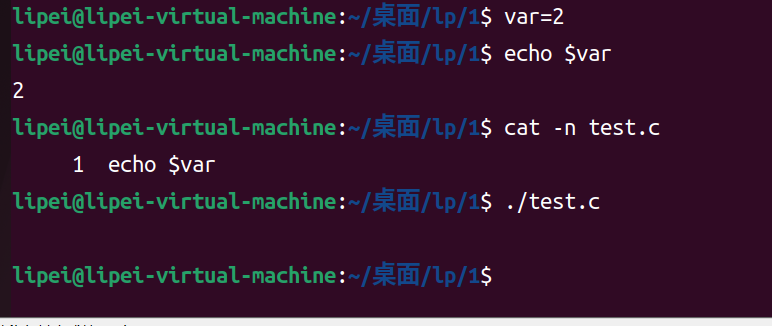 lipei@lipei-virtual-machine:~/桌面/lp/1$ var=2
lipei@lipei-virtual-machine:~/桌面/lp/1$ echo $var
2
lipei@lipei-virtual-machine:~/桌面/lp/1$ cat -n test.c
     1  echo $var
lipei@lipei-virtual-machine:~/桌面/lp/1$ ./test.c

lipei@lipei-virtual-machine:~/桌面/lp/1$